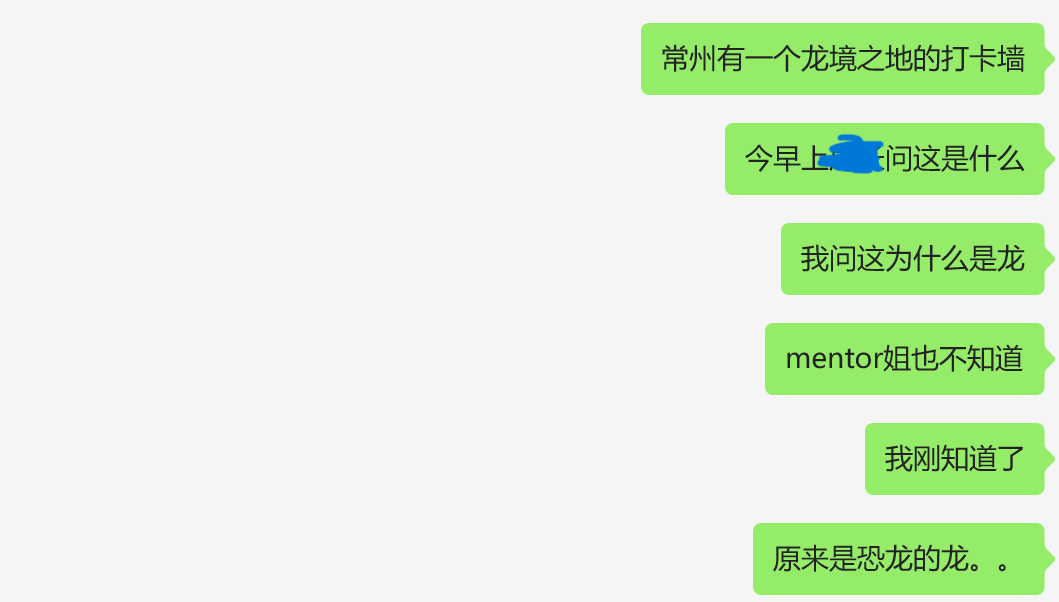 常州有一个龙境之地的打卡墙
今早上问这是什么
我问这为什么是龙
mentor姐也不知道
我刚知道了
原来是恐龙的龙。。